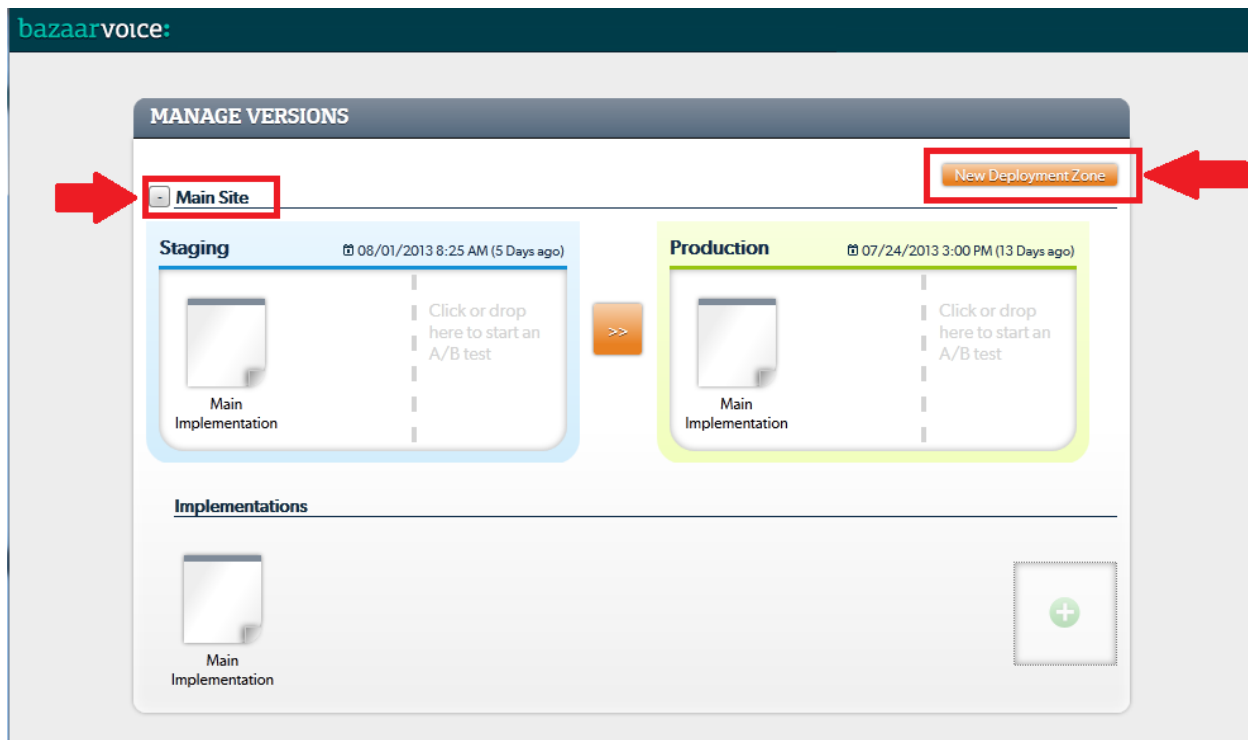 bazaarvoice:
MANAGE VERSIONS
New Deployment Zone
- Main Site
Staging 08/01/2013 8:25 AM (5 Days ago)
Production 07/24/2013 3:00 PM (13 Days ago)
Click or drop
here to start an
A/B test
Main
Implementation
>>
Click or drop
here to start an
A/B test
Main
Implementation
Implementations
Main
Implementation